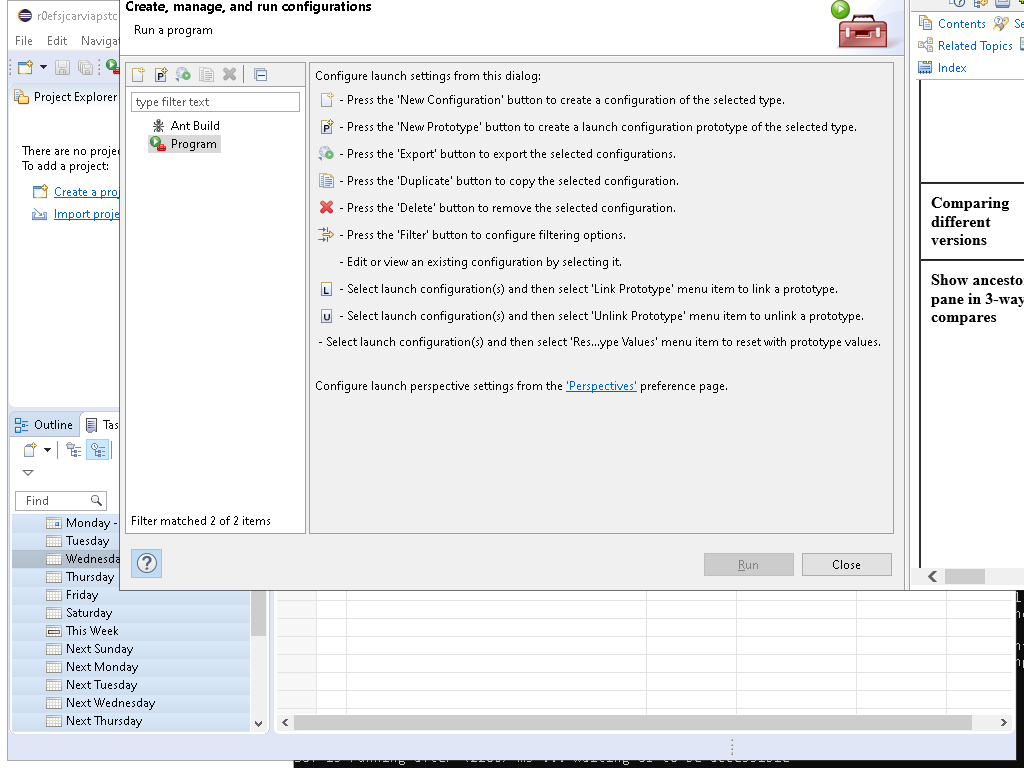 Create, manage, and run configurations
Run a program
r0efsjcarviapstc
File Edit Naviga
Project Explorer
There are no proje
To add a project:
Create a proj
Import proje
type filter text
Ant Build
Program
Filter matched 2 of 2 items
Configure launch settings from this dialog:
- Press the 'New Configuration' button to create a configuration of the selected type.
- Press the 'New Prototype' button to create a launch configuration prototype of the selected type.
- Press the 'Export' button to export the selected configurations.
- Press the 'Duplicate' button to copy the selected configuration.
- Press the 'Delete' button to remove the selected configuration.
- Press the 'Filter' button to configure filtering options.
- Edit or view an existing configuration by selecting it.
- Select launch configuration(s) and then select 'Link Prototype' menu item to link a prototype.
- Select launch configuration(s) and then select 'Unlink Prototype' menu item to unlink a prototype.
- Select launch configuration(s) and then select 'Res...ype Values' menu item to reset with prototype values.
Configure launch perspective settings from the 'Perspectives' preference page.
Run
Close
Contents Se
Related Topics
Index
Comparing
different
versions
Show ancesto
pane in 3-way
compares
Outline Tas
Find
Monday -
Tuesday
Wednesda
Thursday
Friday
Saturday
This Week
Next Sunday
Next Monday
Next Tuesday
Next Wednesday
Next Thursday